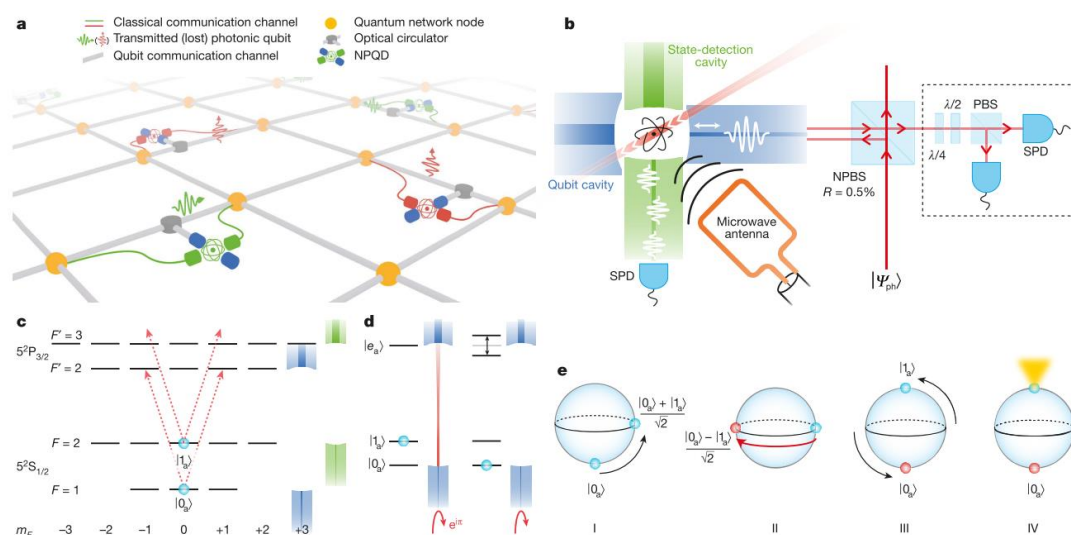 a
Classical communication channel
Transmitted (lost) photonic qubit
Qubit communication channel
Quantum network node
Optical circulator
NPQD
b
State-detection
cavity
Qubit cavity
SPD
Microwave
antenna
NPBS
R = 0.5%
|Ψph⟩
λ/4
λ/2
PBS
SPD
c
F′ = 3
5²P3/2
F′ = 2
F = 2
|1a⟩
5²S1/2
F = 1
|0a⟩
mF −3 −2 −1 0 +1 +2 +3
d
|ea⟩
|1a⟩
|0a⟩
eiπ
e
|0a⟩ + |1a⟩
√2
|0a⟩
I
|0a⟩ − |1a⟩
√2
II
|1a⟩
|0a⟩
III
|0a⟩
IV